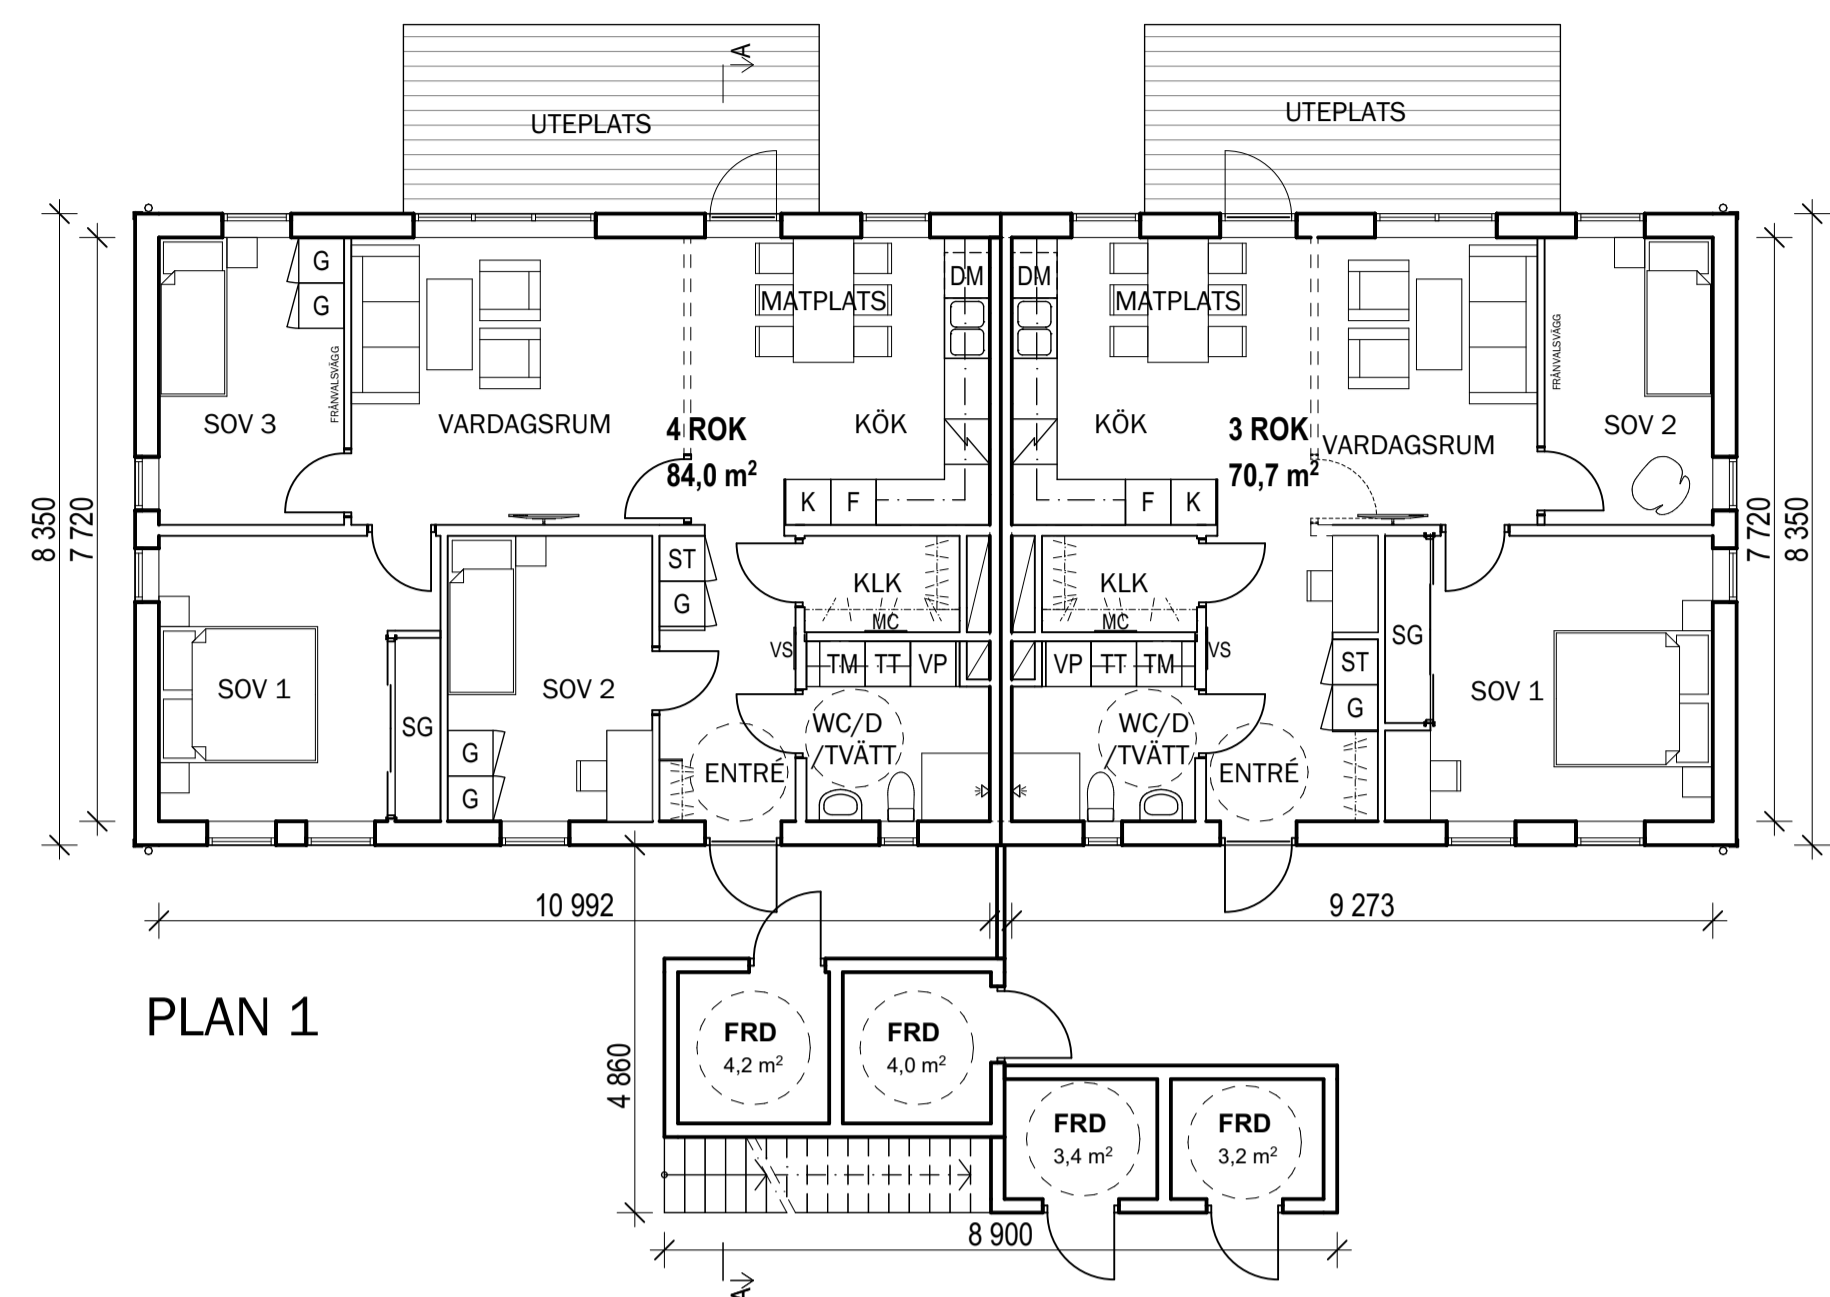 A
UTEPLATS
UTEPLATS
G
G
DM
DM
MATPLATS
MATPLATS
FRÅNVALSVÄGG
FRÅNVALSVÄGG
SOV 3
VARDAGSRUM
4 ROK
84,0 m²
KÖK
KÖK
3 ROK
70,7 m²
VARDAGSRUM
SOV 2
K
F
F
K
8 350
7 720
7 720
8 350
ST
G
KLK
MC
KLK
MC
VS
VS
TM
TT
VP
VP
TT
TM
SG
ST
G
SOV 1
SG
SOV 2
SOV 1
G
G
WC/D
/TVÄTT
WC/D
/TVÄTT
ENTRÉ
ENTRÉ
10 992
9 273
PLAN 1
FRD
4,2 m²
FRD
4,0 m²
4 860
FRD
3,4 m²
FRD
3,2 m²
8 900
A